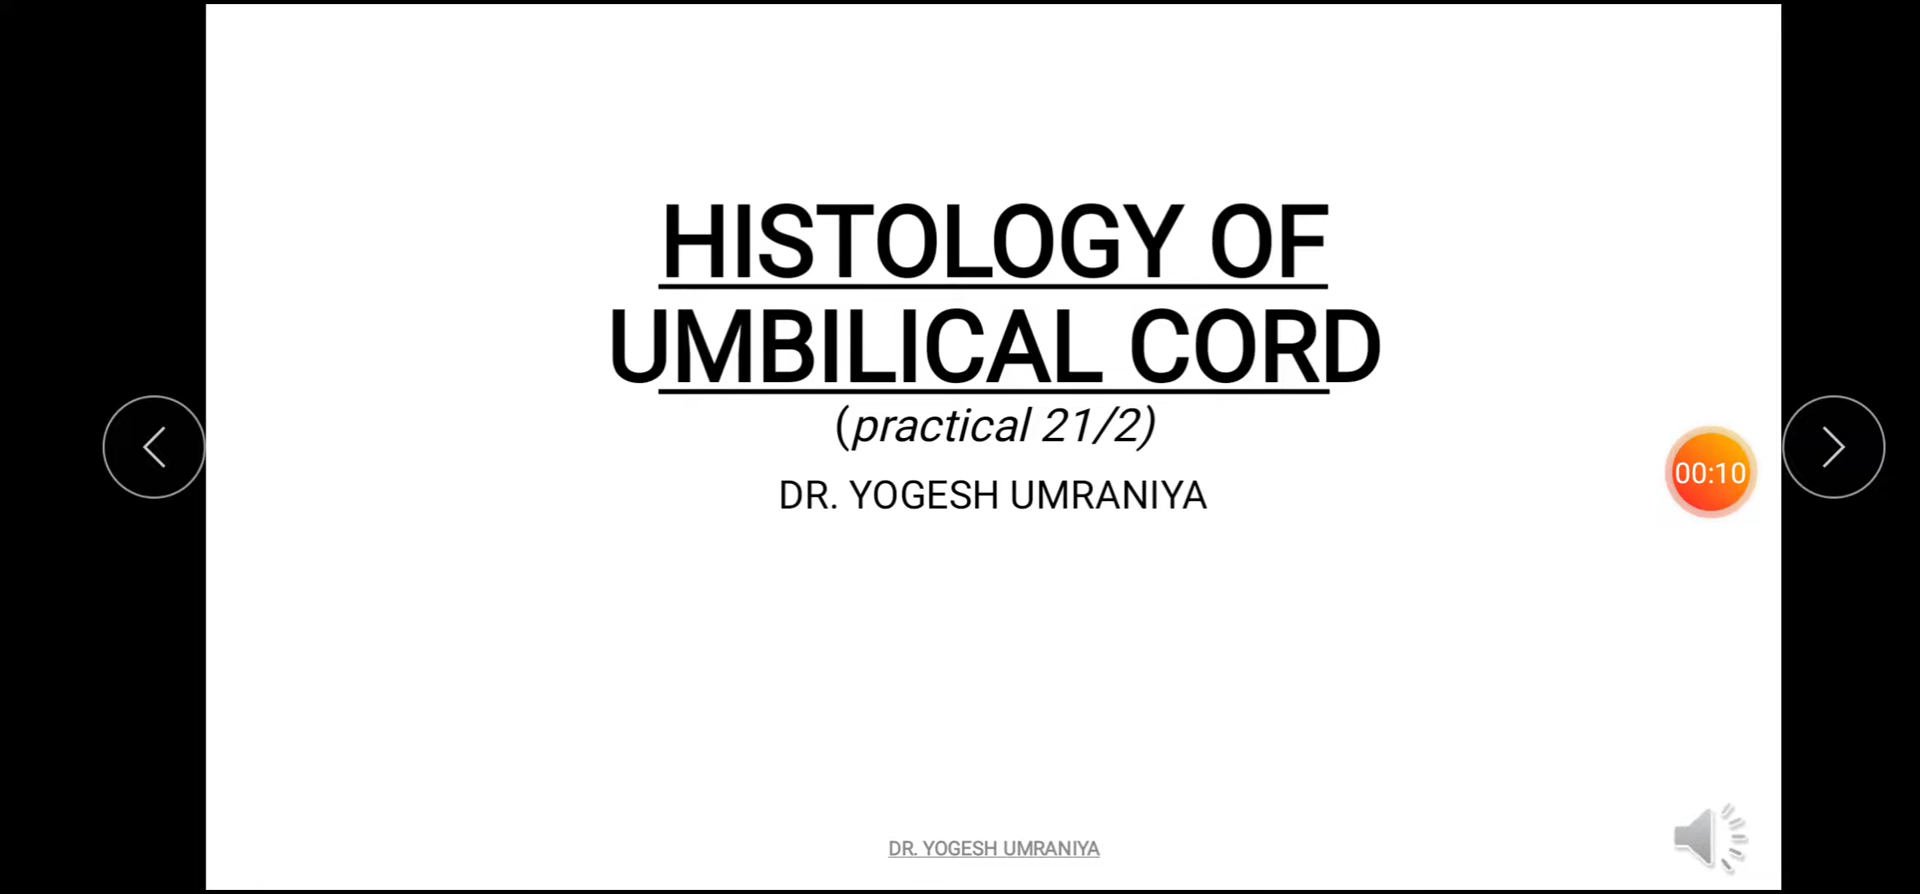 HISTOLOGY OF
UMBILICAL CORD
(practical 21/2)
DR. YOGESH UMRANIYA
00:10
DR. YOGESH UMRANIYA